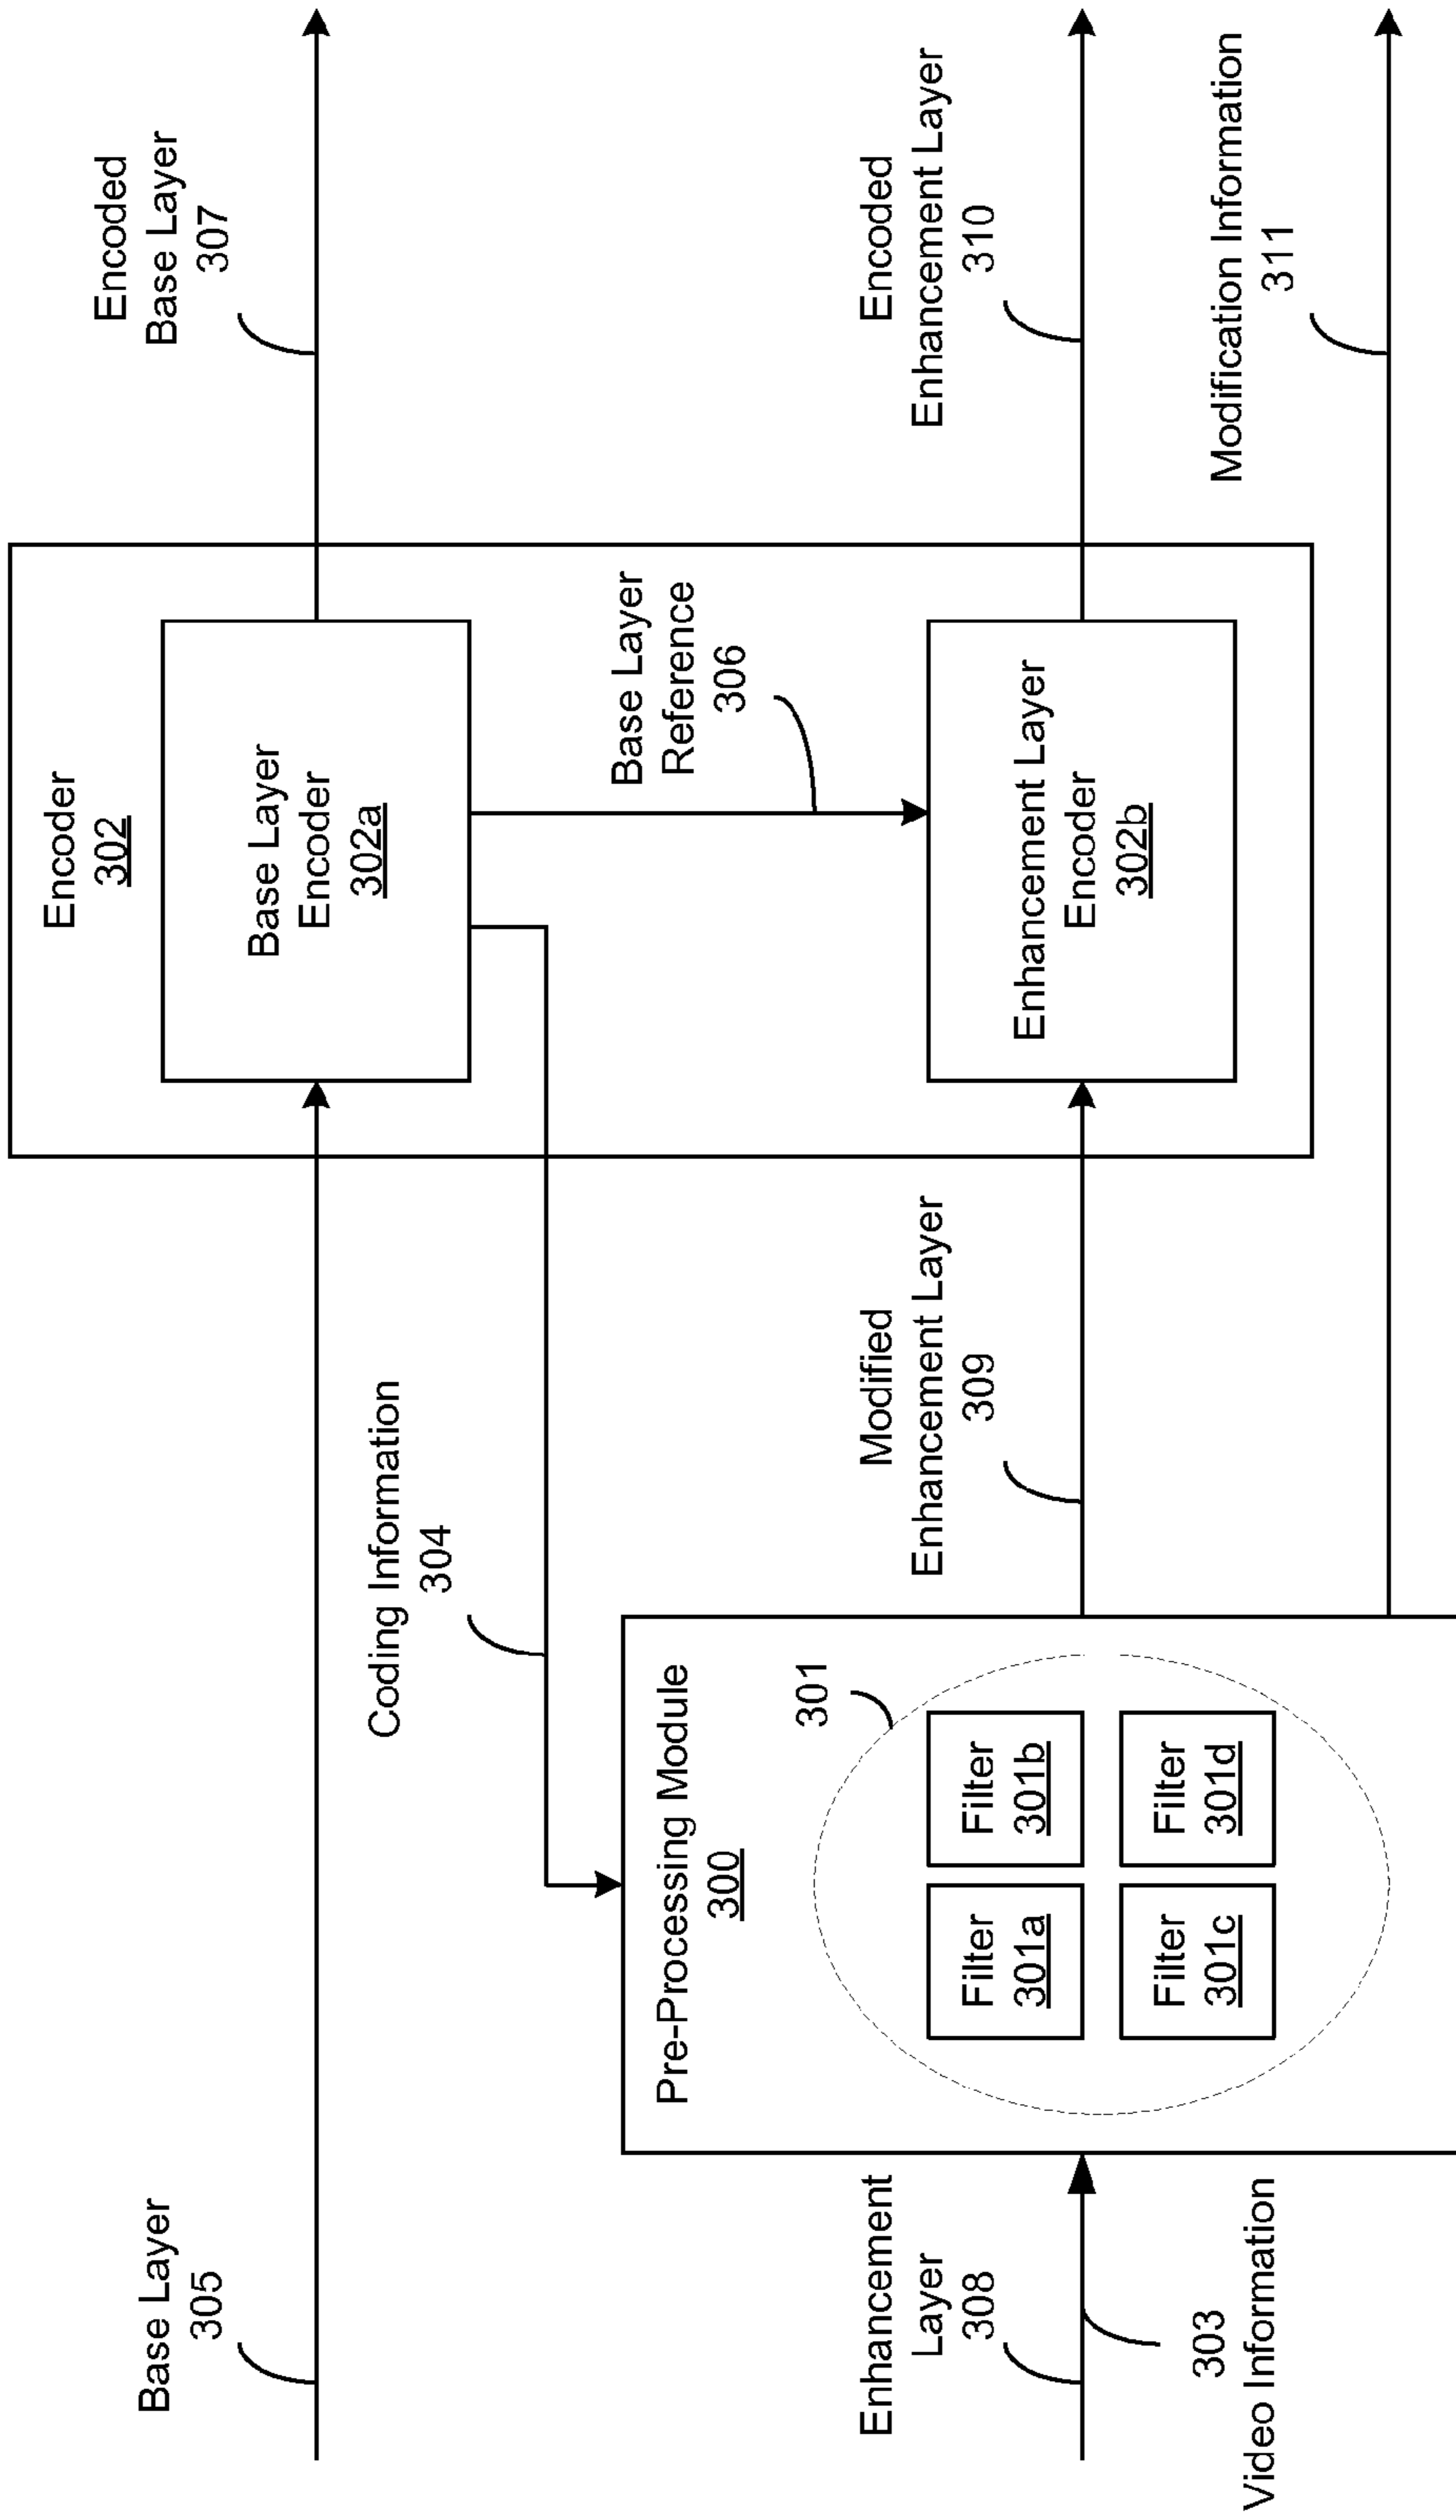 Base Layer
305
Coding Information
304
Encoder
302
Base Layer
Encoder
302a
Encoded
Base Layer
307
Base Layer
Reference
306
Pre-Processing Module
300
301
Filter
301a
Filter
301b
Filter
301c
Filter
301d
Enhancement
Layer
308
303
Video Information
Modified
Enhancement Layer
309
Enhancement Layer
Encoder
302b
Encoded
Enhancement Layer
310
Modification Information
311